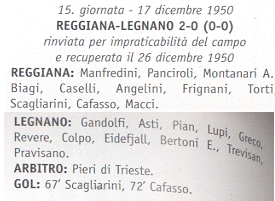 15. giornata - 17 dicembre 1950
REGGIANA-LEGNANO 2-0 (0-0)
rinviata per impraticabilità del campo
e recuperata il 26 dicembre 1950
REGGIANA: Manfredini, Panciroli, Montanari A.
Biagi, Caselli, Angelini, Frignani, Torti,
Scagliarini, Cafasso, Macci.
LEGNANO: Gandolfi, Asti, Pian, Lupi, Greco,
Revere, Colpo, Eidefjall, Bertoni E., Trevisan,
Pravisano.
ARBITRO: Pieri di Trieste.
GOL: 67' Scagliarini, 72' Cafasso.